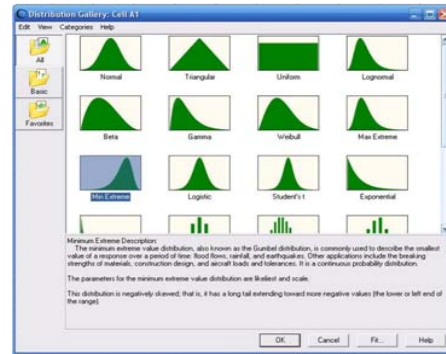 Distribution Gallery: Cell A1
Edit View Categories Help
All
Basic
Favorites
Normal Triangular Uniform Lognormal
Beta Gamma Weibull Max Extreme
Min Extreme Logistic Student's t Exponential
Minimum Extreme Description:
The minimum extreme value distribution, also known as the Gumbel distribution, is commonly used to describe the smallest
value of a response over a period of time: flood flows, rainfall, and earthquakes. Other applications include the breaking
strengths of materials, construction design, and aircraft loads and tolerances. It is a continuous probability distribution.
The parameters for the minimum extreme value distribution are likeliest and scale.
This distribution is negatively skewed; that is, it has a long tail extending toward more negative values (the lower or left end of
the range).
OK Cancel Fit... Help